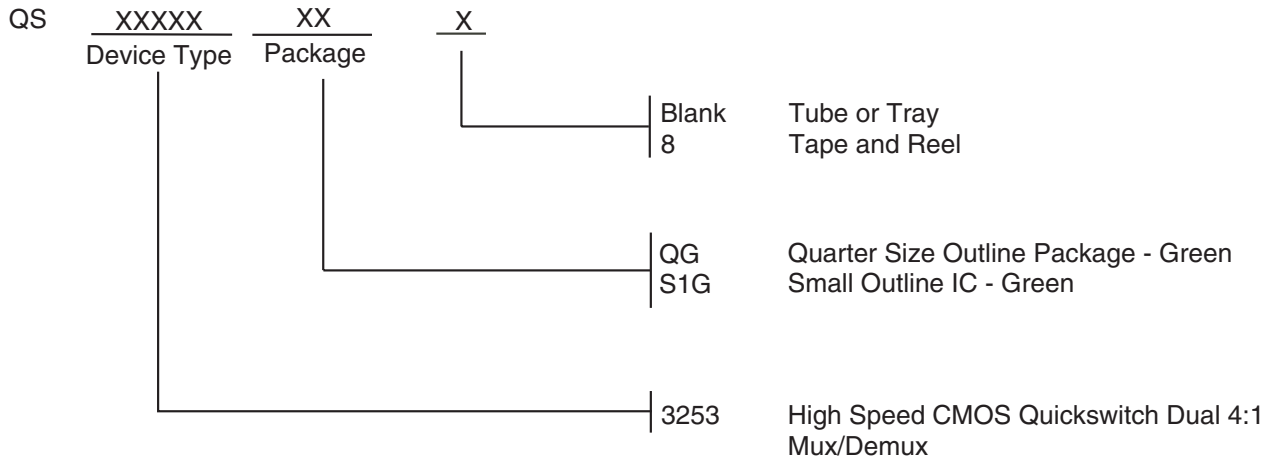 QS XXXXX XX X
Device Type Package
Blank Tube or Tray
8 Tape and Reel
QG Quarter Size Outline Package - Green
S1G Small Outline IC - Green
3253 High Speed CMOS Quickswitch Dual 4:1
Mux/Demux